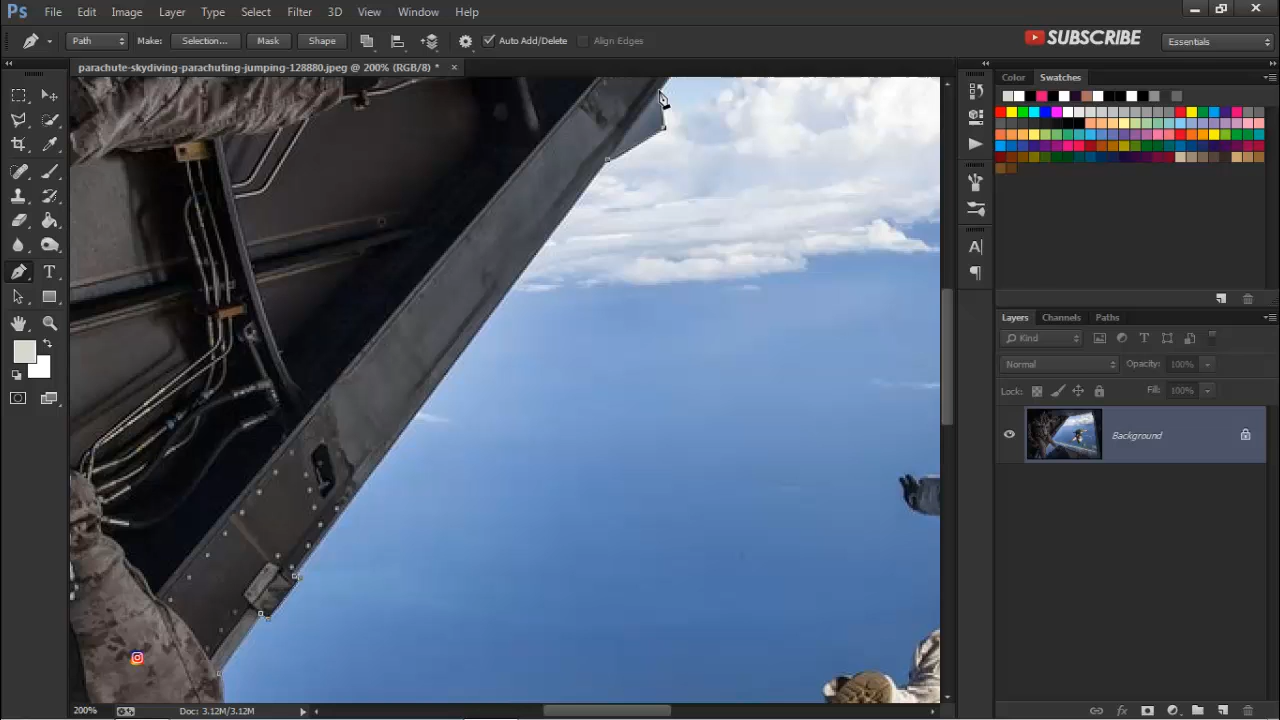 Ps File Edit Image Layer Type Select Filter 3D View Window Help
Path Make: Selection... Mask Shape Auto Add/Delete Align Edges SUBSCRIBE Essentials
parachute-skydiving-parachuting-jumping-128880.jpeg @ 200% (RGB/8) *
Color Swatches
Layers Channels Paths
Kind
Normal Opacity: 100%
Lock: Fill: 100%
Background
200% Doc: 3.12M/3.12M